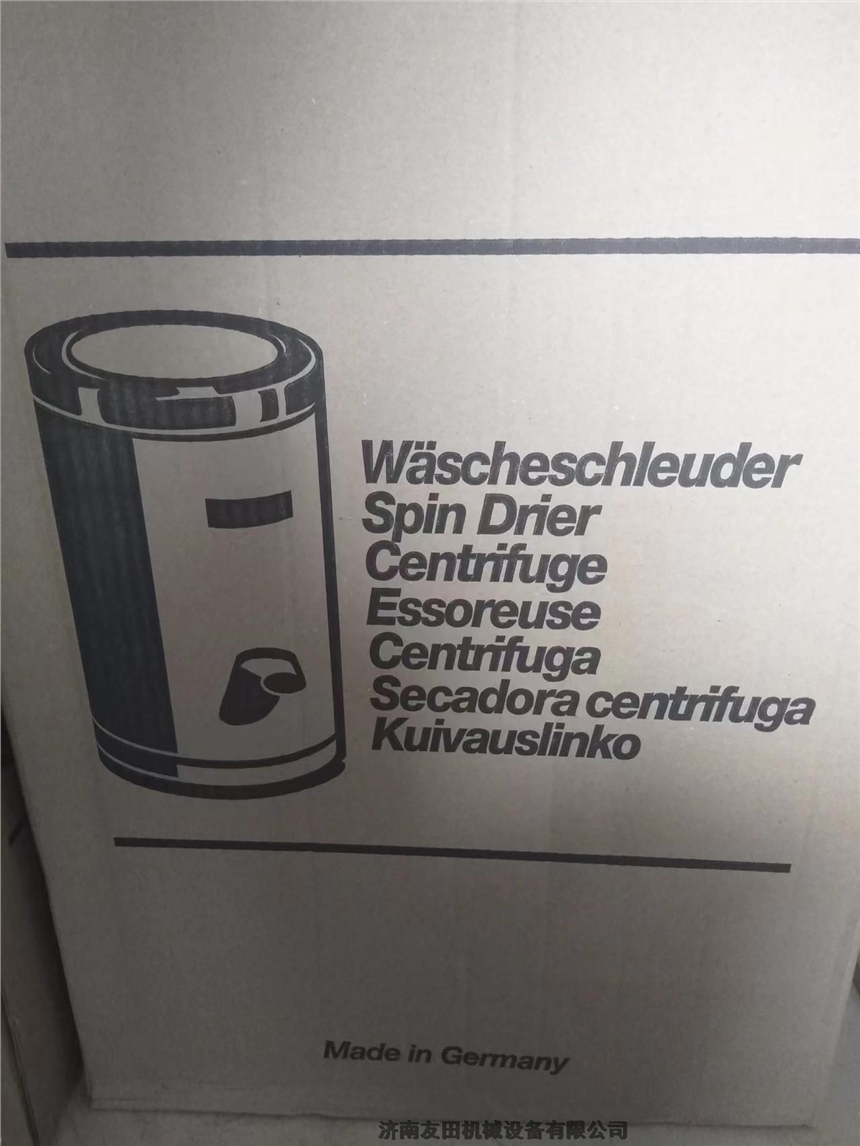 Wäscheschleuder
Spin Drier
Centrifuge
Essoreuse
Centrifuga
Secadora centrifuga
Kuivauslinko
Made in Germany
济南友田机械设备有限公司